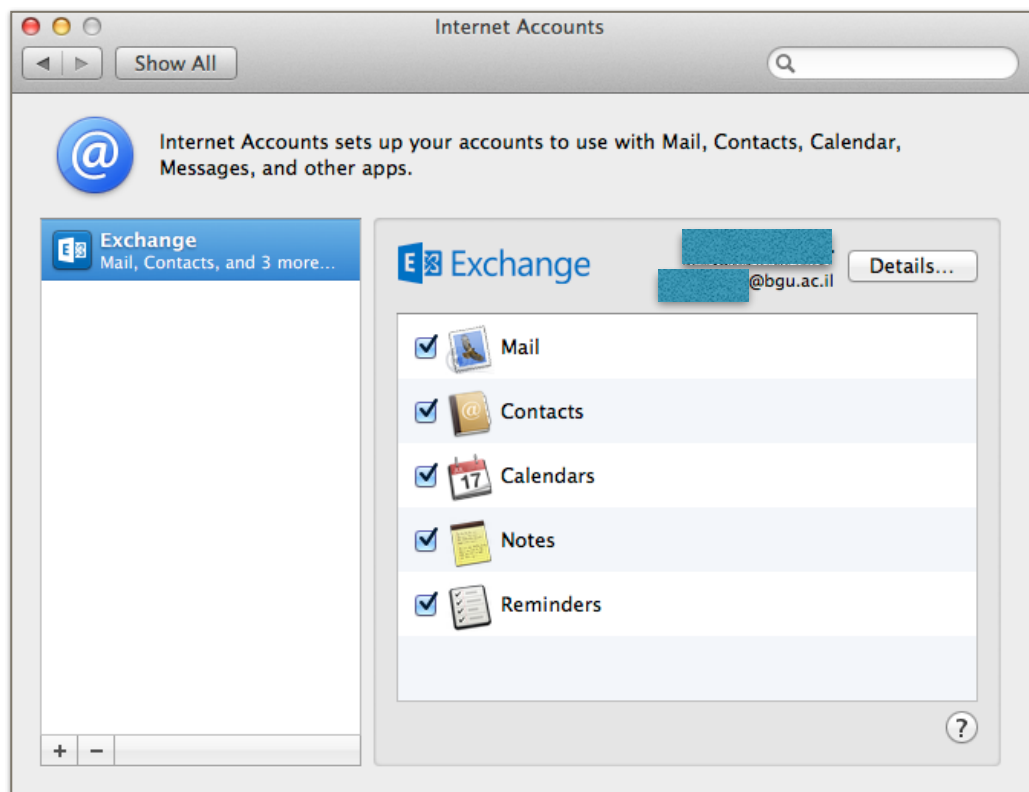 Internet Accounts
Show All
Internet Accounts sets up your accounts to use with Mail, Contacts, Calendar,
Messages, and other apps.
Exchange
Mail, Contacts, and 3 more...
E Exchange
@bgu.ac.il
Details...
Mail
Contacts
17 Calendars
Notes
Reminders
?
+ −